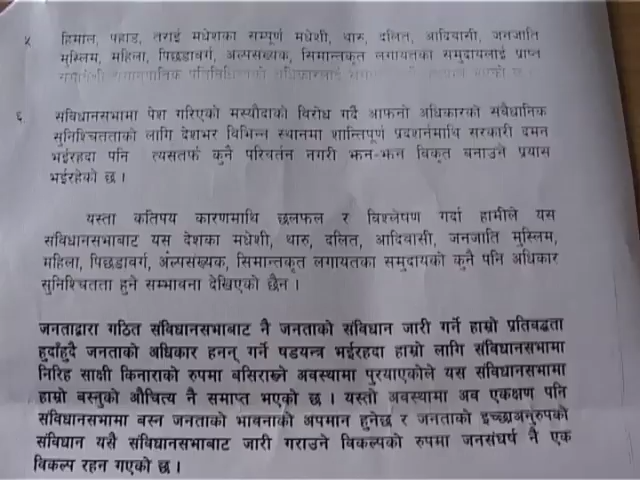 ५ हिमाल, पहाड, तराई मधेशका सम्पूर्ण मधेशी, थारु, दलित, आदिवासी, जनजाति
मुस्लिम, महिला, पिछडावर्ग, अल्पसंख्यक, सिमान्तकृत लगायतका समुदायलाई प्राप्त
६. संविधानसभामा पेश गरिएको मस्यौदाको विरोध गर्दै आफनो अधिकारको संबैधानिक
सुनिश्चितताको लागि देशभर विभिन्न स्थानमा शान्तिपूर्ण प्रदर्शनमाथि सरकारी दमन
भईरहदा पनि त्यसतर्फ कुनै परिवर्तन नगरी झन-झन विकृत बनाउने प्रयास
भईरहेको छ ।
यस्ता कतिपय कारणमाथि छलफल र विश्लेषण गर्दा हामीले यस
संविधानसभाबाट यस देशका मधेशी, थारु, दलित, आदिवासी, जनजाति मुस्लिम,
महिला, पिछडावर्ग, अल्पसंख्यक, सिमान्तकृत लगायतका समुदायको कुनै पनि अधिकार
सुनिश्चितता हुने सम्भावना देखिएको छैन ।
जनताद्वारा गठित संविधानसभाबाट नै जनताको संविधान जारी गर्ने हाम्रो प्रतिबद्धता
हुदाँहुदै जनताको अधिकार हनन् गर्ने षडयन्त्र भईरहदा हाम्रो लागि संविधानसभामा
निरिह साक्षी किनाराको रुपमा बसिराख्ने अवस्थामा पुरयाएकोले यस संविधानसभामा
हाम्रो बस्नुको औचित्य नै समाप्त भएको छ । यस्तो अवस्थामा अव एकक्षण पनि
संविधानसभामा बस्न जनताको भावनाको अपमान हुनेछ र जनताको इच्छाअनुरुपको
संविधान यसै संविधानसभाबाट जारी गराउने विकल्पको रुपमा जनसंघर्ष नै एक
विकल्प रहन गएको छ ।